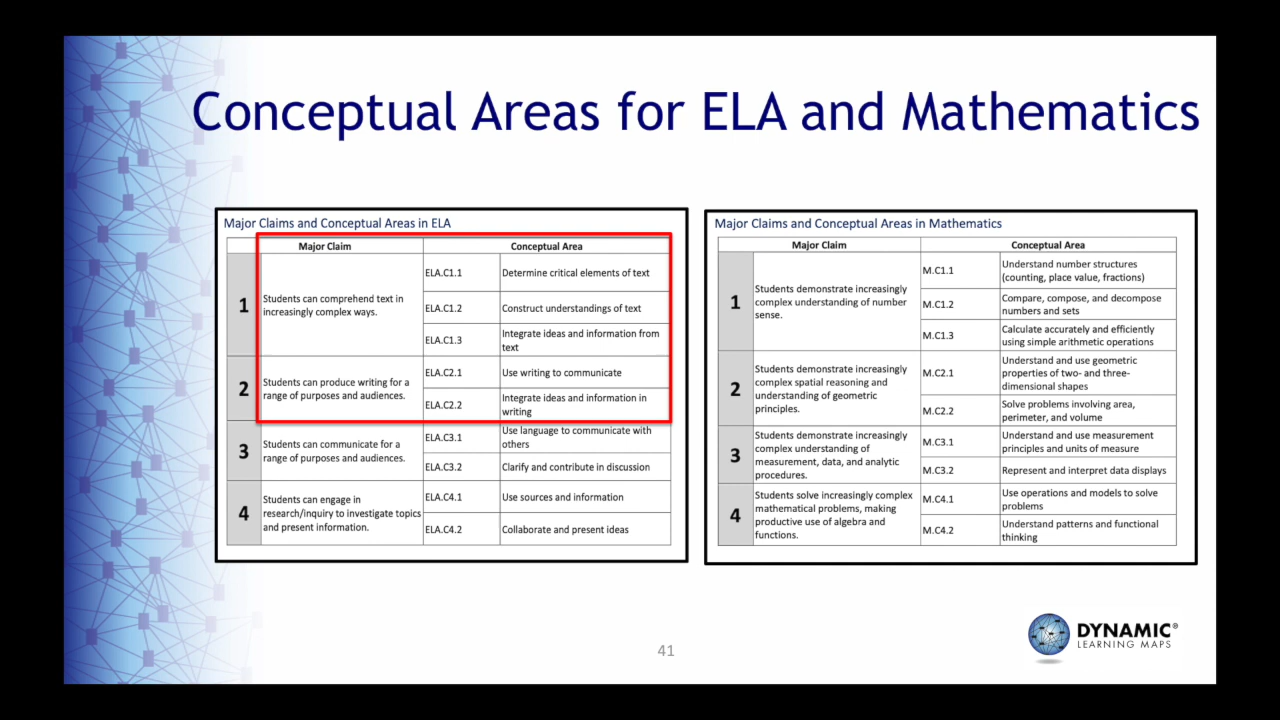 Conceptual Areas for ELA and Mathematics
Major Claims and Conceptual Areas in ELA
Major Claim
Conceptual Area
1
Students can comprehend text in
increasingly complex ways.
ELA.C1.1
Determine critical elements of text
ELA.C1.2
Construct understandings of text
ELA.C1.3
Integrate ideas and information from
text
2
Students can produce writing for a
range of purposes and audiences.
ELA.C2.1
Use writing to communicate
ELA.C2.2
Integrate ideas and information in
writing
3
Students can communicate for a
range of purposes and audiences.
ELA.C3.1
Use language to communicate with
others
ELA.C3.2
Clarify and contribute in discussion
4
Students can engage in
research/inquiry to investigate topics
and present information.
ELA.C4.1
Use sources and information
ELA.C4.2
Collaborate and present ideas
Major Claims and Conceptual Areas in Mathematics
Major Claim
Conceptual Area
1
Students demonstrate increasingly
complex understanding of number
sense.
M.C1.1
Understand number structures
(counting, place value, fractions)
M.C1.2
Compare, compose, and decompose
numbers and sets
M.C1.3
Calculate accurately and efficiently
using simple arithmetic operations
2
Students demonstrate increasingly
complex spatial reasoning and
understanding of geometric
principles.
M.C2.1
Understand and use geometric
properties of two- and three-
dimensional shapes
M.C2.2
Solve problems involving area,
perimeter, and volume
3
Students demonstrate increasingly
complex understanding of
measurement, data, and analytic
procedures.
M.C3.1
Understand and use measurement
principles and units of measure
M.C3.2
Represent and interpret data displays
4
Students solve increasingly complex
mathematical problems, making
productive use of algebra and
functions.
M.C4.1
Use operations and models to solve
problems
M.C4.2
Understand patterns and functional
thinking
41
DYNAMIC®
LEARNING MAPS